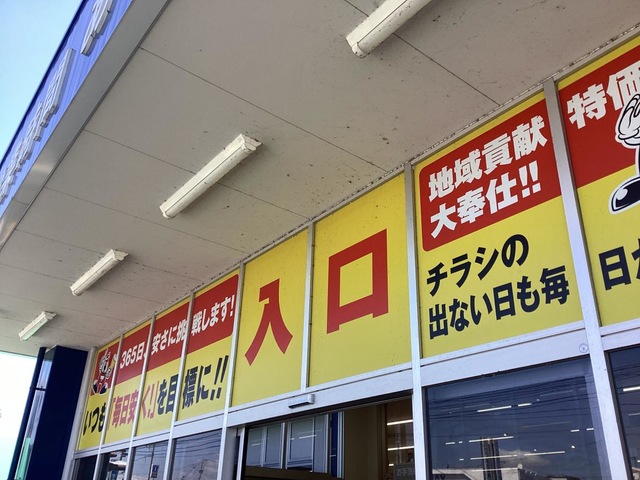 365日、安さに挑戦します!
いつも「毎日安く!」を目標に!!
入口
地域貢献
大奉仕!!
チラシの
出ない日も毎
特価